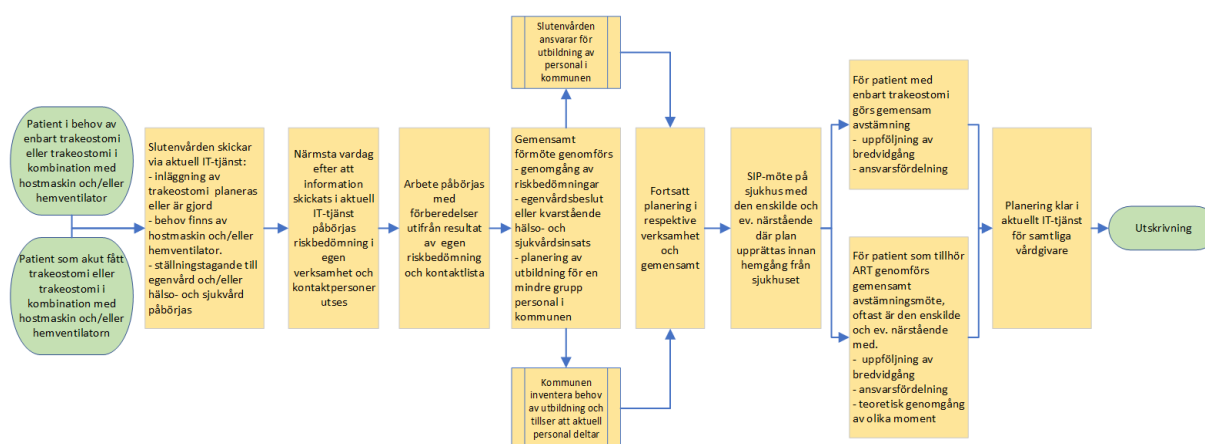 Patient i behov av
enbart trakeostomi
eller trakeostomi i
kombination med
hostmaskin och/eller
hemventilator
Patient som akut fått
trakeostomi eller
trakeostomi i
kombination med
hostmaskin och/eller
hemventilatorn
Slutenvården skickar
via aktuell IT-tjänst:
- inläggning av
trakeostomi planeras
eller är gjord
- behov finns av
hostmaskin och/eller
hemventilator.
- ställningstagande till
egenvård och/eller
hälso- och sjukvård
påbörjas
Närmsta vardag
efter att
information
skickats i aktuell
IT-tjänst
påbörjas
riskbedömning i
egen
verksamhet och
kontaktpersoner
utses
Arbete påbörjas
med
förberedelser
utifrån resultat
av egen
riskbedömning
och kontaktlista
Slutenvården
ansvarar för
utbildning av
personal i
kommunen
Gemensamt
förmöte genomförs
- genomgång av
riskbedömningar
- egenvårdsbeslut
eller kvarstående
hälso- och
sjukvårdsinsats
- planering av
utbildning för en
mindre grupp
personal i
kommunen
Kommunen
inventera behov
av utbildning och
tillser att aktuell
personal deltar
Fortsatt
planering i
respektive
verksamhet
och
gemensamt
SIP-möte på
sjukhus med
den enskilde
och ev. närstående
där plan
upprättas innan
hemgång från
sjukhuset
För patient med
enbart trakeostomi
görs gemensam
avstämning
- uppföljning av
bredvidgång
- ansvarsfördelning
För patient som tillhör
ART genomförs
gemensamt
avstämningsmöte,
oftast är den enskilde
och ev. närstående
med.
- uppföljning av
bredvidgång
- ansvarsfördelning
- teoretisk genomgång
av olika moment
Planering klar i
aktuellt IT-tjänst
för samtliga
vårdgivare
Utskrivning